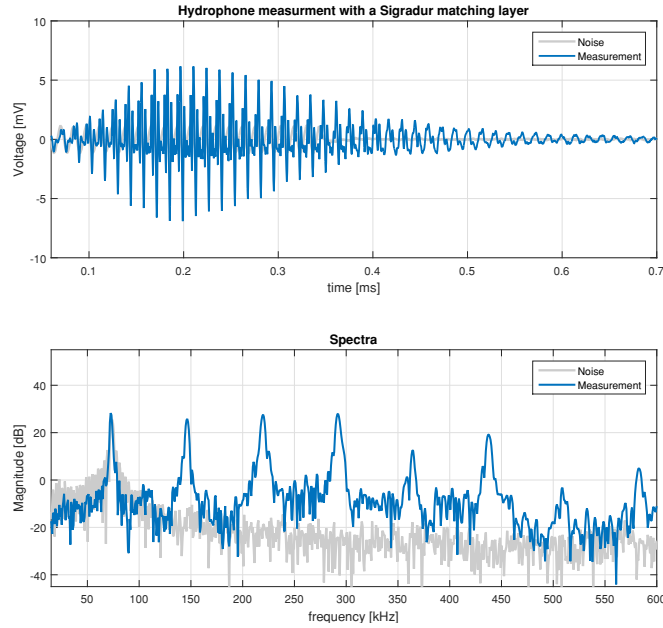 Hydrophone measurment with a Sigradur matching layer
10
5
0
-5
-10
Voltage [mV]
Noise
Measurement
0.1 0.2 0.3 0.4 0.5 0.6 0.7
time [ms]
Spectra
40
20
0
-20
-40
Magnitude [dB]
Noise
Measurement
50 100 150 200 250 300 350 400 450 500 550 600
frequency [kHz]